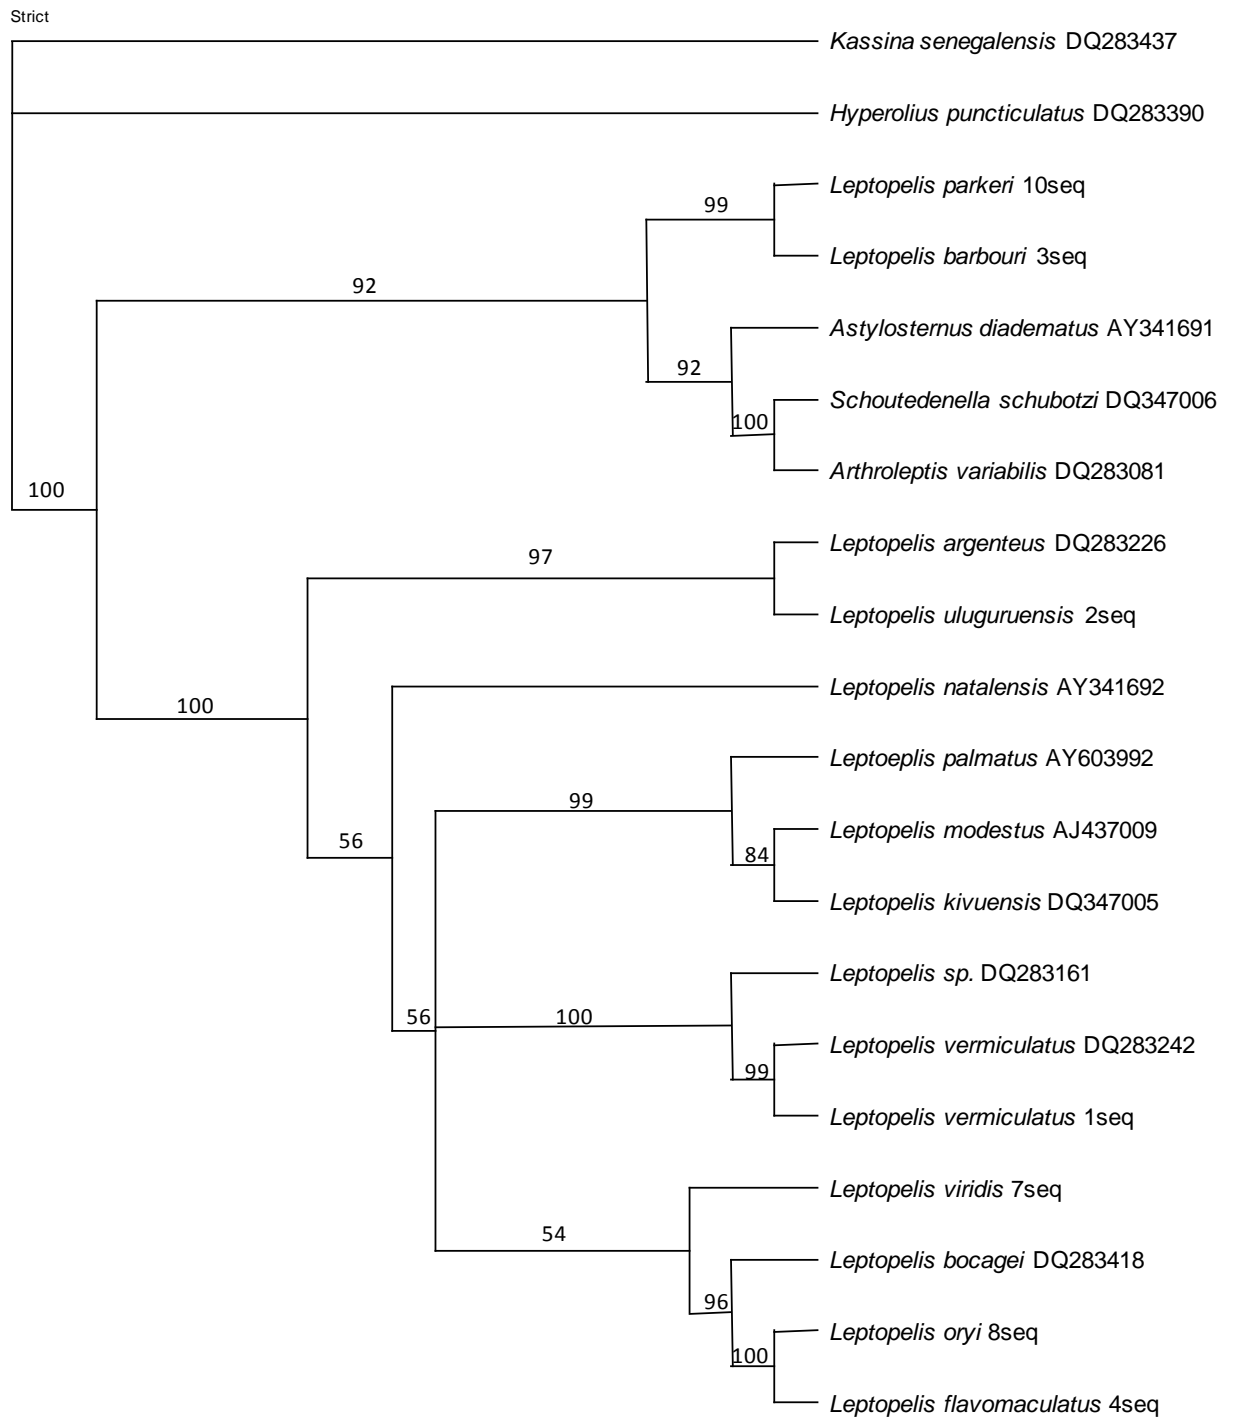 Strict
Kassina senegalensis DQ283437
Hyperolius puncticulatus DQ283390
Leptopelis parkeri 10seq
99
Leptopelis barbouri 3seq
92
Astylosternus diadematus AY341691
92
Schoutedenella schubotzi DQ347006
100
Arthroleptis variabilis DQ283081
100
Leptopelis argenteus DQ283226
97
Leptopelis uluguruensis 2seq
Leptopelis natalensis AY341692
100
Leptoeplis palmatus AY603992
99
Leptopelis modestus AJ437009
56
84
Leptopelis kivuensis DQ347005
Leptopelis sp. DQ283161
56
100
Leptopelis vermiculatus DQ283242
99
Leptopelis vermiculatus 1seq
Leptopelis viridis 7seq
54
Leptopelis bocagei DQ283418
96
Leptopelis oryi 8seq
100
Leptopelis flavomaculatus 4seq